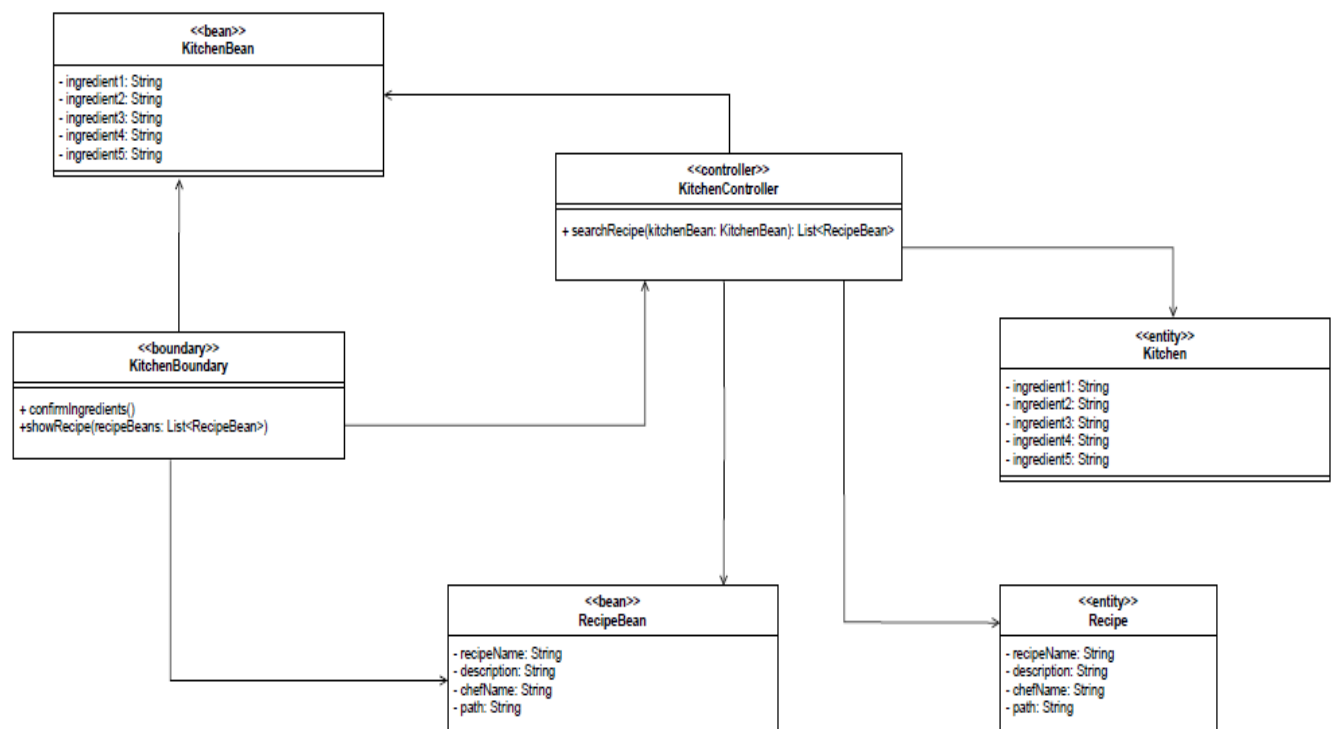 <<bean>>
KitchenBean
- ingredient1: String
- ingredient2: String
- ingredient3: String
- ingredient4: String
- ingredient5: String
<<controller>>
KitchenController
+ searchRecipe(kitchenBean: KitchenBean): List<RecipeBean>
<<boundary>>
KitchenBoundary
+ confirmIngredients()
+showRecipe(recipeBeans: List<RecipeBean>)
<<entity>>
Kitchen
- ingredient1: String
- ingredient2: String
- ingredient3: String
- ingredient4: String
- ingredient5: String
<<bean>>
RecipeBean
- recipeName: String
- description: String
- chefName: String
- path: String
<<entity>>
Recipe
- recipeName: String
- description: String
- chefName: String
- path: String